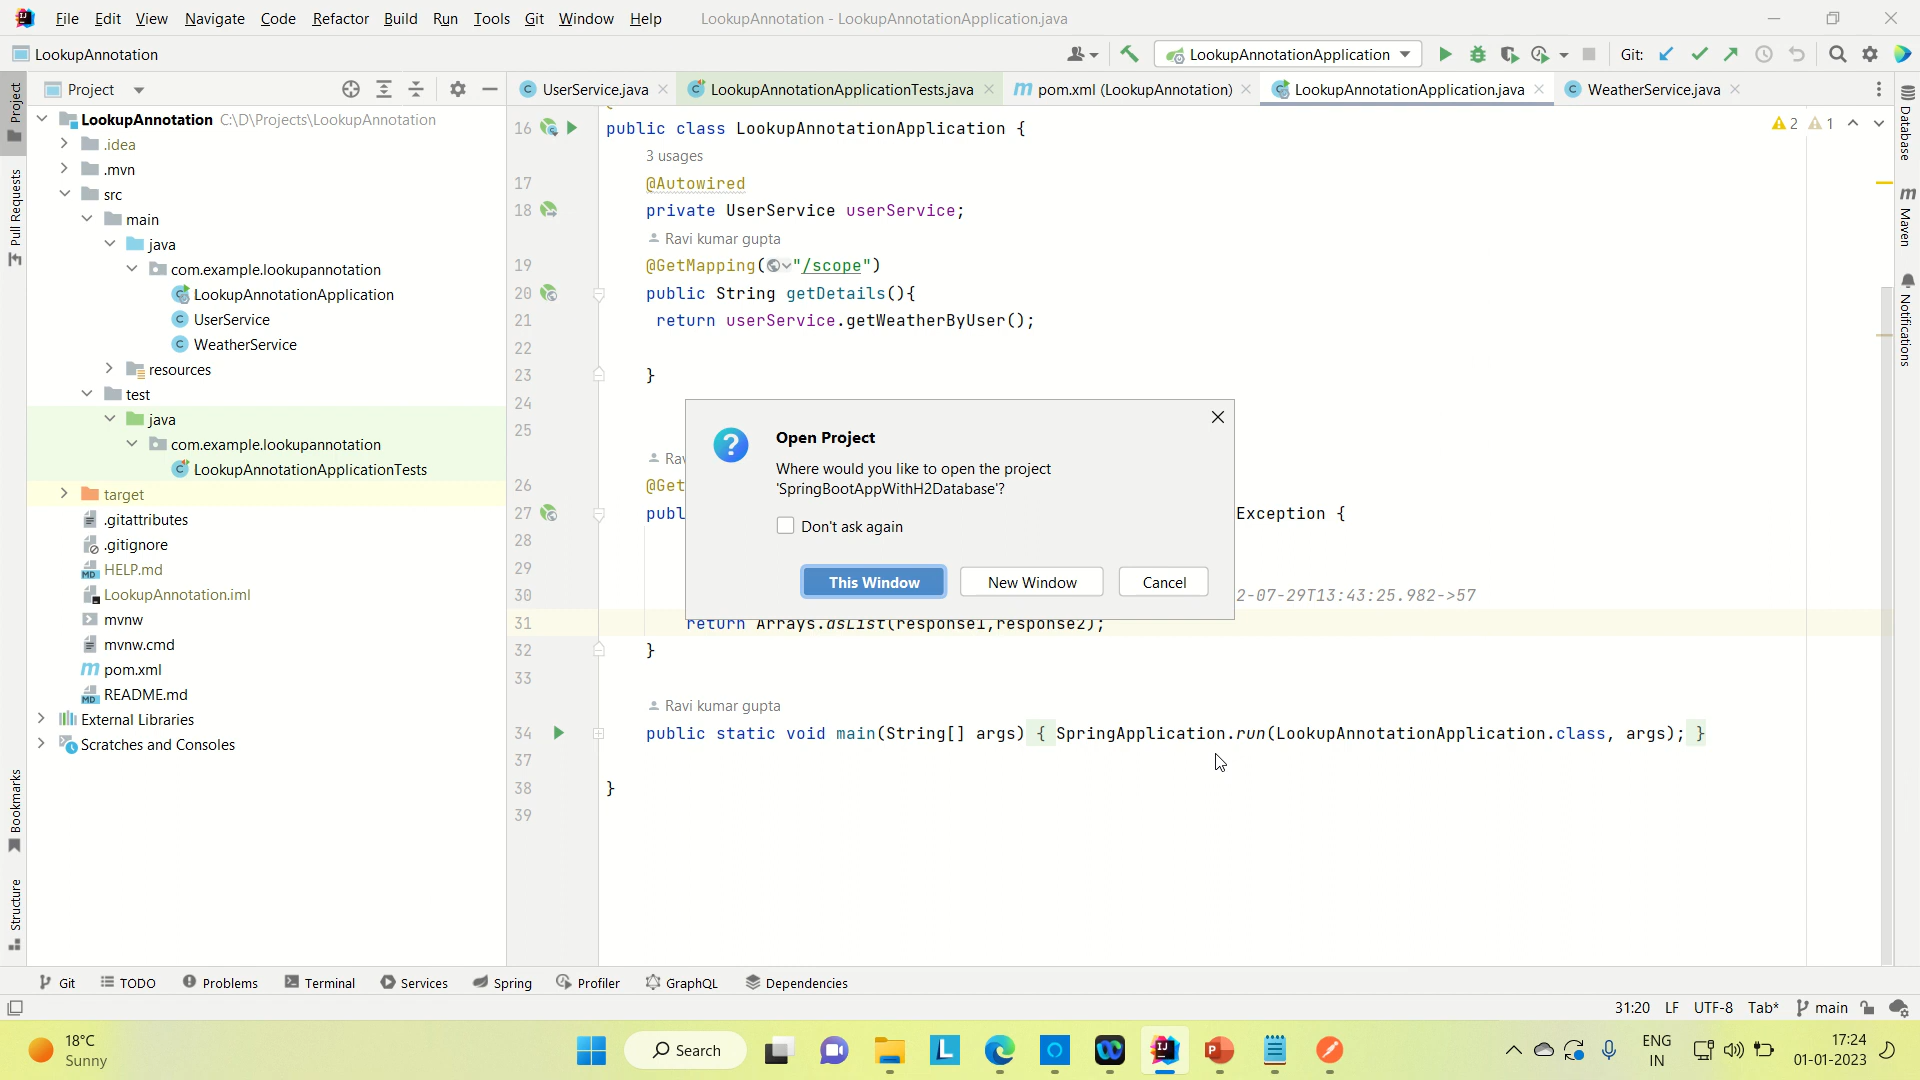 File Edit View Navigate Code Refactor Build Run Tools Git Window Help LookupAnnotation - LookupAnnotationApplication.java
LookupAnnotation LookupAnnotationApplication Git:
Project UserService.java LookupAnnotationApplicationTests.java pom.xml (LookupAnnotation) LookupAnnotationApplication.java WeatherService.java
Project
Pull Requests
Bookmarks
Structure
LookupAnnotation C:\D\Projects\LookupAnnotation
.idea
.mvn
src
main
java
com.example.lookupannotation
LookupAnnotationApplication
UserService
WeatherService
resources
test
java
com.example.lookupannotation
LookupAnnotationApplicationTests
target
.gitattributes
.gitignore
HELP.md
LookupAnnotation.iml
mvnw
mvnw.cmd
pom.xml
README.md
External Libraries
Scratches and Consoles
2 1
16 public class LookupAnnotationApplication {
3 usages
17 @Autowired
18 private UserService userService;
Ravi kumar gupta
19 @GetMapping("/scope")
20 public String getDetails(){
21 return userService.getWeatherByUser();
22
23 }
24
25
Rav
26 @Get
27 publ Exception {
28
29
30 2-07-29T13:43:25.982->57
31 return Arrays.asList(response1,response2);
32 }
33
Ravi kumar gupta
34 public static void main(String[] args) { SpringApplication.run(LookupAnnotationApplication.class, args); }
37
38 }
39
Open Project
Where would you like to open the project
'SpringBootAppWithH2Database'?
Don't ask again
This Window New Window Cancel
Database
Maven
Notifications
Git TODO Problems Terminal Services Spring Profiler GraphQL Dependencies
31:20 LF UTF-8 Tab* main
18°C
Sunny
Search
ENG
IN
17:24
01-01-2023